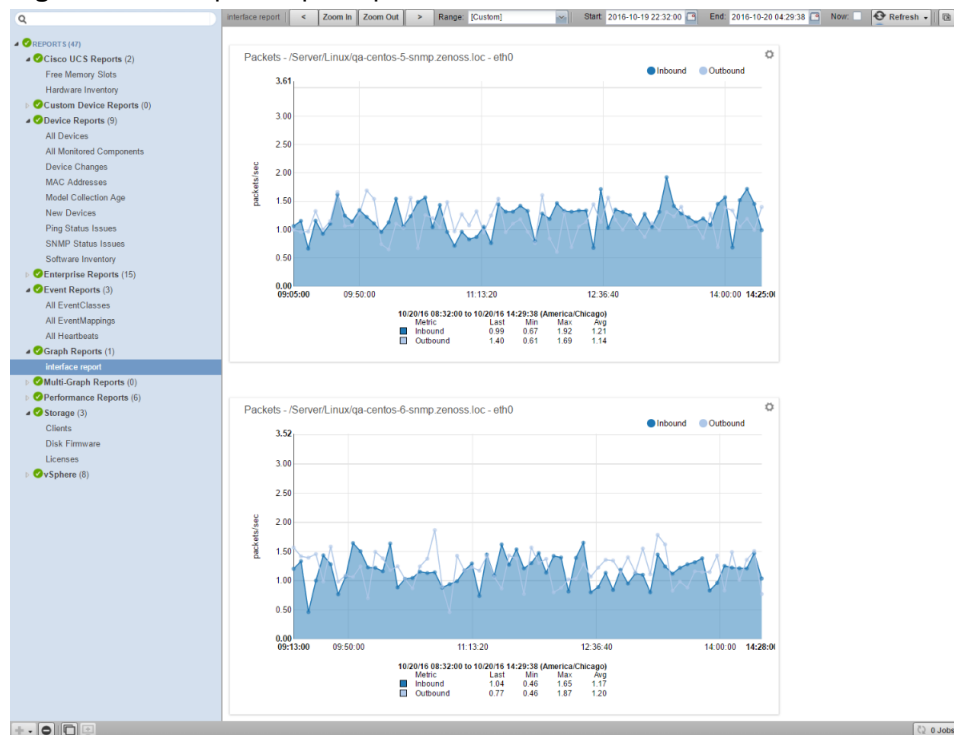 interface report < Zoom In Zoom Out > Range: [Custom] Start: 2016-10-19 22:32:00 End: 2016-10-20 04:29:38 Now: Refresh
REPORTS (47)
Cisco UCS Reports (2)
Free Memory Slots
Hardware Inventory
Custom Device Reports (0)
Device Reports (9)
All Devices
All Monitored Components
Device Changes
MAC Addresses
Model Collection Age
New Devices
Ping Status Issues
SNMP Status Issues
Software Inventory
Enterprise Reports (15)
Event Reports (3)
All EventClasses
All EventMappings
All Heartbeats
Graph Reports (1)
interface report
Multi-Graph Reports (0)
Performance Reports (6)
Storage (3)
Clients
Disk Firmware
Licenses
vSphere (8)
Packets - /Server/Linux/qa-centos-5-snmp.zenoss.loc - eth0
Inbound Outbound
3.61
3.00
2.50
2.00
1.50
1.00
0.50
0.00
packets/sec
09:05:00 09:50:00 11:13:20 12:36:40 14:00:00 14:25:00
10/20/16 08:32:00 to 10/20/16 14:29:38 (America/Chicago)
Metric Last Min Max Avg
Inbound 0.99 0.67 1.92 1.21
Outbound 1.40 0.61 1.69 1.14
Packets - /Server/Linux/qa-centos-6-snmp.zenoss.loc - eth0
Inbound Outbound
3.52
3.00
2.50
2.00
1.50
1.00
0.50
0.00
packets/sec
09:13:00 09:50:00 11:13:20 12:36:40 14:00:00 14:28:00
10/20/16 08:32:00 to 10/20/16 14:29:38 (America/Chicago)
Metric Last Min Max Avg
Inbound 1.04 0.46 1.65 1.17
Outbound 0.77 0.46 1.87 1.20
0 Jobs